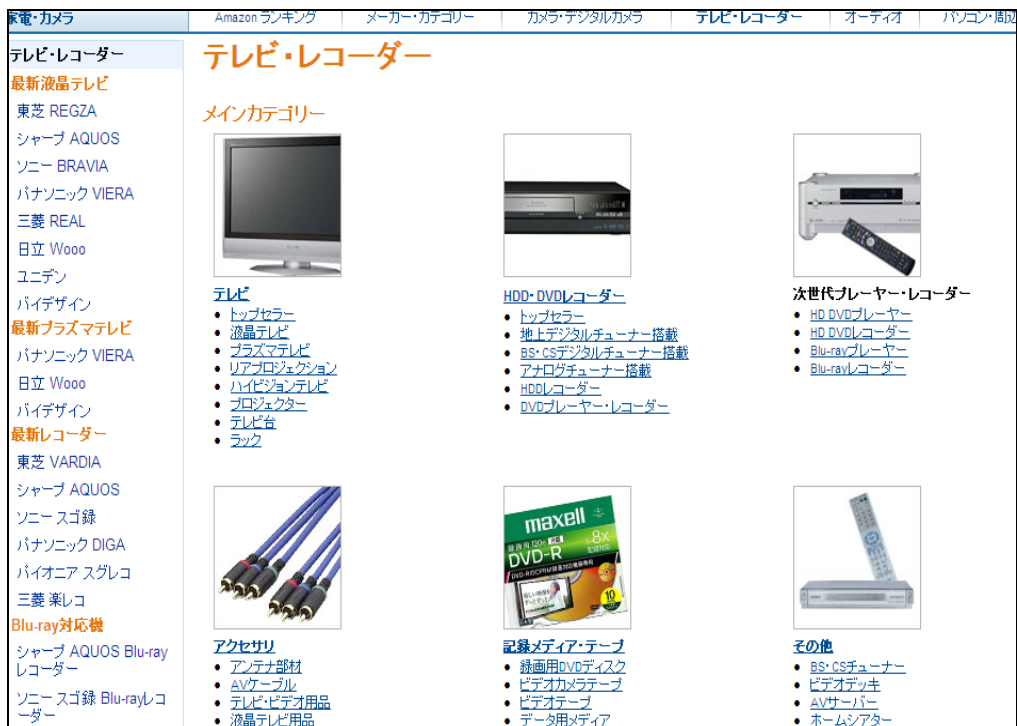 家電・カメラ
Amazon ランキング
メーカー・カテゴリー
カメラ・デジタルカメラ
テレビ・レコーダー
オーディオ
パソコン・周辺
テレビ・レコーダー
最新液晶テレビ
東芝 REGZA
シャープ AQUOS
ソニー BRAVIA
パナソニック VIERA
三菱 REAL
日立 Wooo
ユニデン
バイデザイン
最新プラズマテレビ
パナソニック VIERA
日立 Wooo
バイデザイン
最新レコーダー
東芝 VARDIA
シャープ AQUOS
ソニー スゴ録
パナソニック DIGA
パイオニア スグレコ
三菱 楽レコ
Blu-ray対応機
シャープ AQUOS Blu-ray
レコーダー
ソニー スゴ録 Blu-rayレコ
ーダー
テレビ・レコーダー
メインカテゴリー
テレビ
トップセラー
液晶テレビ
プラズマテレビ
リアプロジェクション
ハイビジョンテレビ
プロジェクター
テレビ台
ラック
HDD・DVDレコーダー
トップセラー
地上デジタルチューナー搭載
BS・CSデジタルチューナー搭載
アナログチューナー搭載
HDDレコーダー
DVDプレーヤー・レコーダー
次世代プレーヤー・レコーダー
HD DVDプレーヤー
HD DVDレコーダー
Blu-rayプレーヤー
Blu-rayレコーダー
アクセサリ
アンテナ部材
AVケーブル
テレビ・ビデオ用品
液晶テレビ用品
maxell
録画用 120分
1-8x
DVD-R
10
記録メディア・テープ
録画用DVDディスク
ビデオカメラテープ
ビデオテープ
データ用メディア
その他
BS・CSチューナー
ビデオデッキ
AVサーバー
ホームシアター